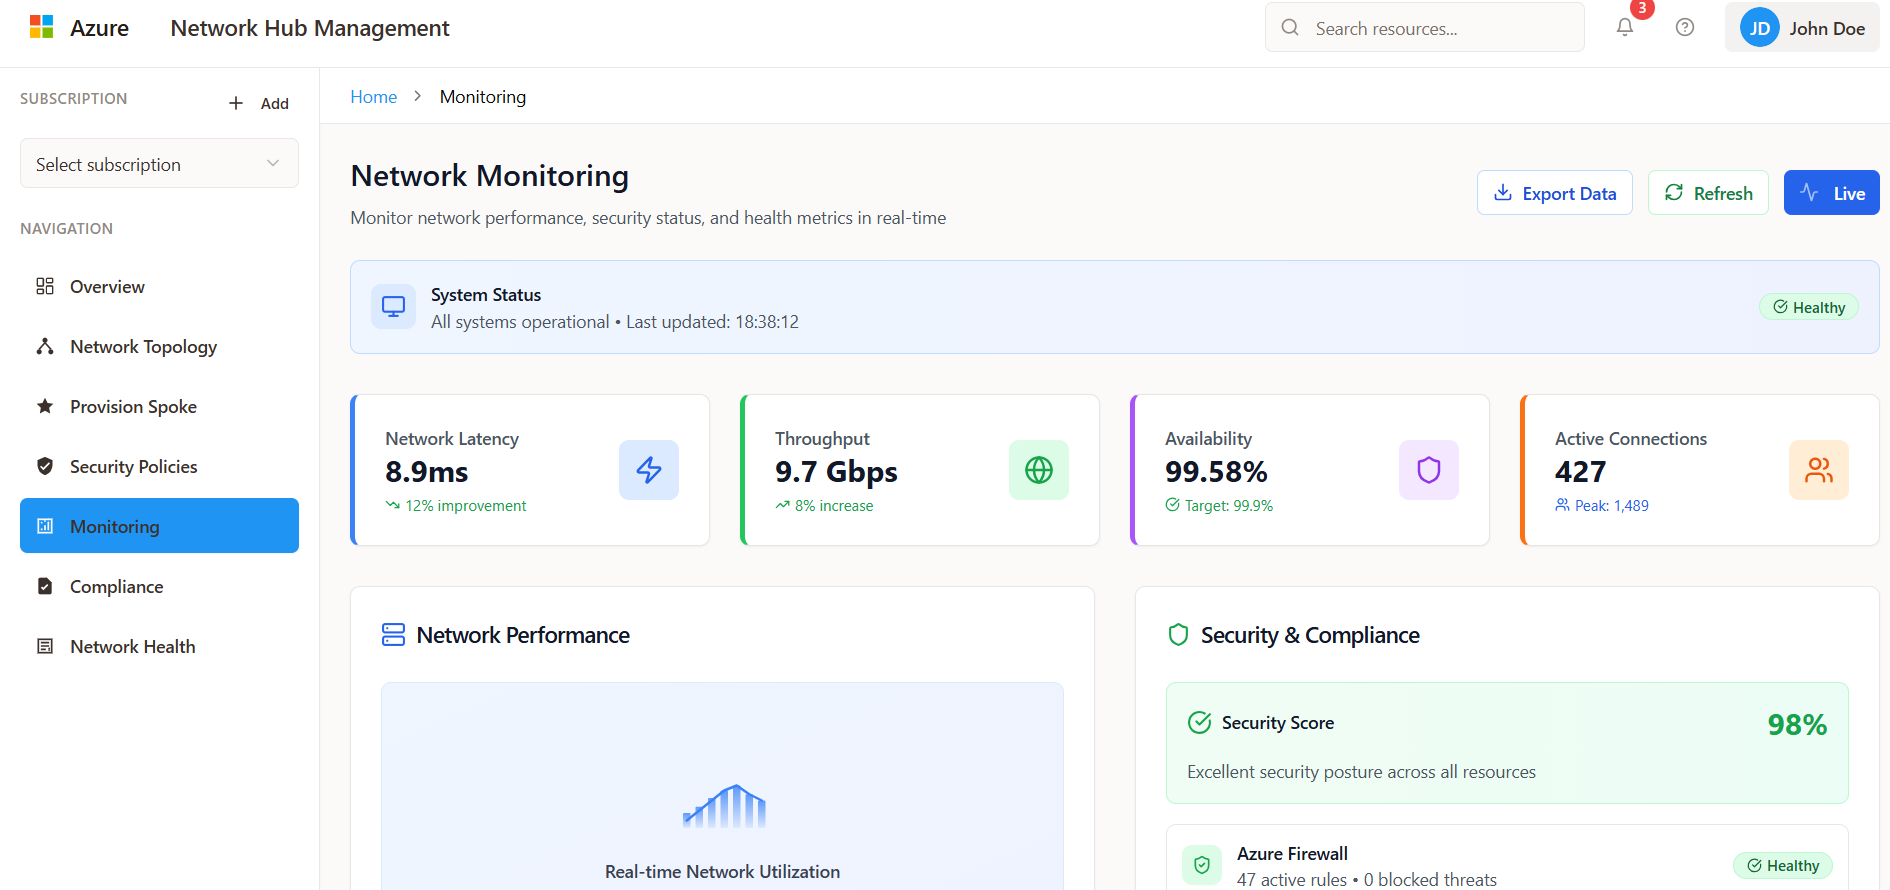 Azure
Network Hub Management
Search resources...
3
JD
John Doe
SUBSCRIPTION
Add
Select subscription
NAVIGATION
Overview
Network Topology
Provision Spoke
Security Policies
Monitoring
Compliance
Network Health
Home
Monitoring
Network Monitoring
Monitor network performance, security status, and health metrics in real-time
Export Data
Refresh
Live
System Status
All systems operational • Last updated: 18:38:12
Healthy
Network Latency
8.9ms
12% improvement
Throughput
9.7 Gbps
8% increase
Availability
99.58%
Target: 99.9%
Active Connections
427
Peak: 1,489
Network Performance
Real-time Network Utilization
Security & Compliance
Security Score
98%
Excellent security posture across all resources
Azure Firewall
47 active rules • 0 blocked threats
Healthy